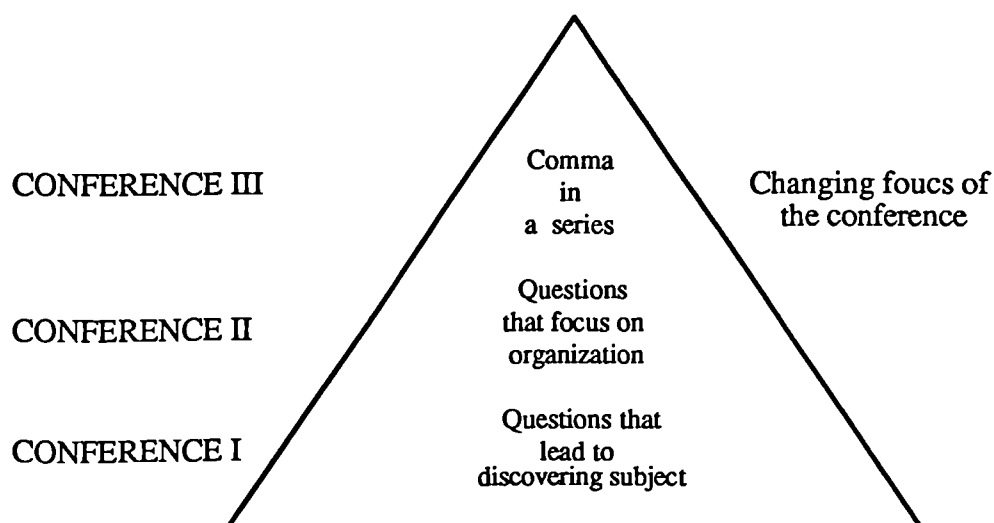 CONFERENCE III
Comma
in
a series
Changing foucs of
the conference
CONFERENCE II
Questions
that focus on
organization
CONFERENCE I
Questions that
lead to
discovering subject